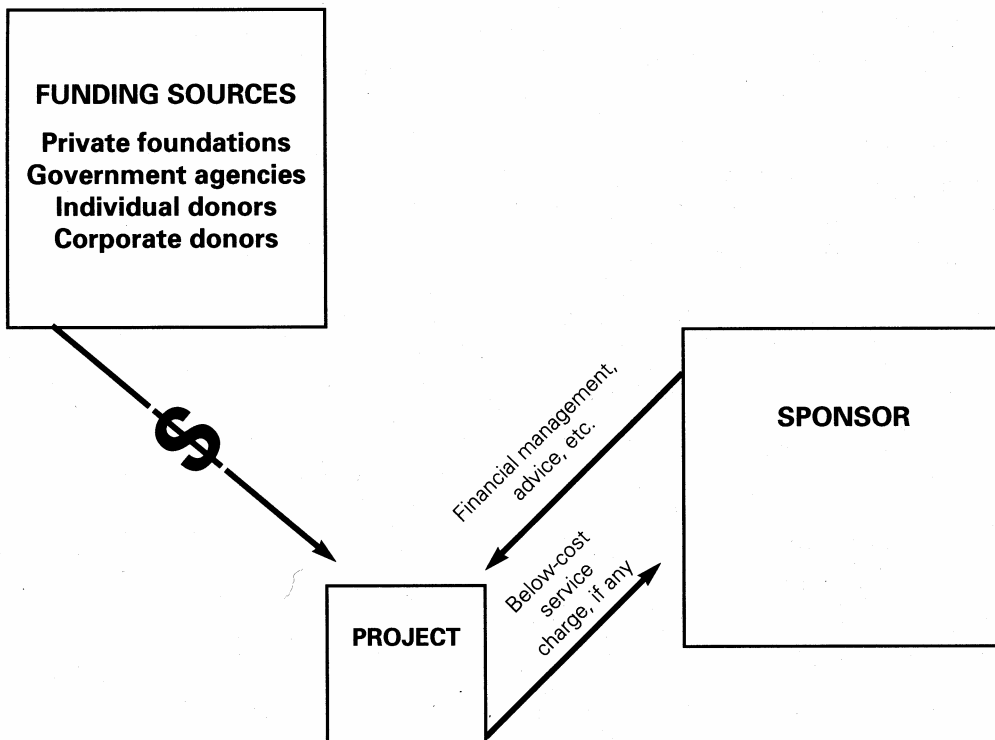 FUNDING SOURCES
Private foundations
Government agencies
Individual donors
Corporate donors
$
Financial management,
advice, etc.
SPONSOR
Below-cost
service
charge, if any
PROJECT